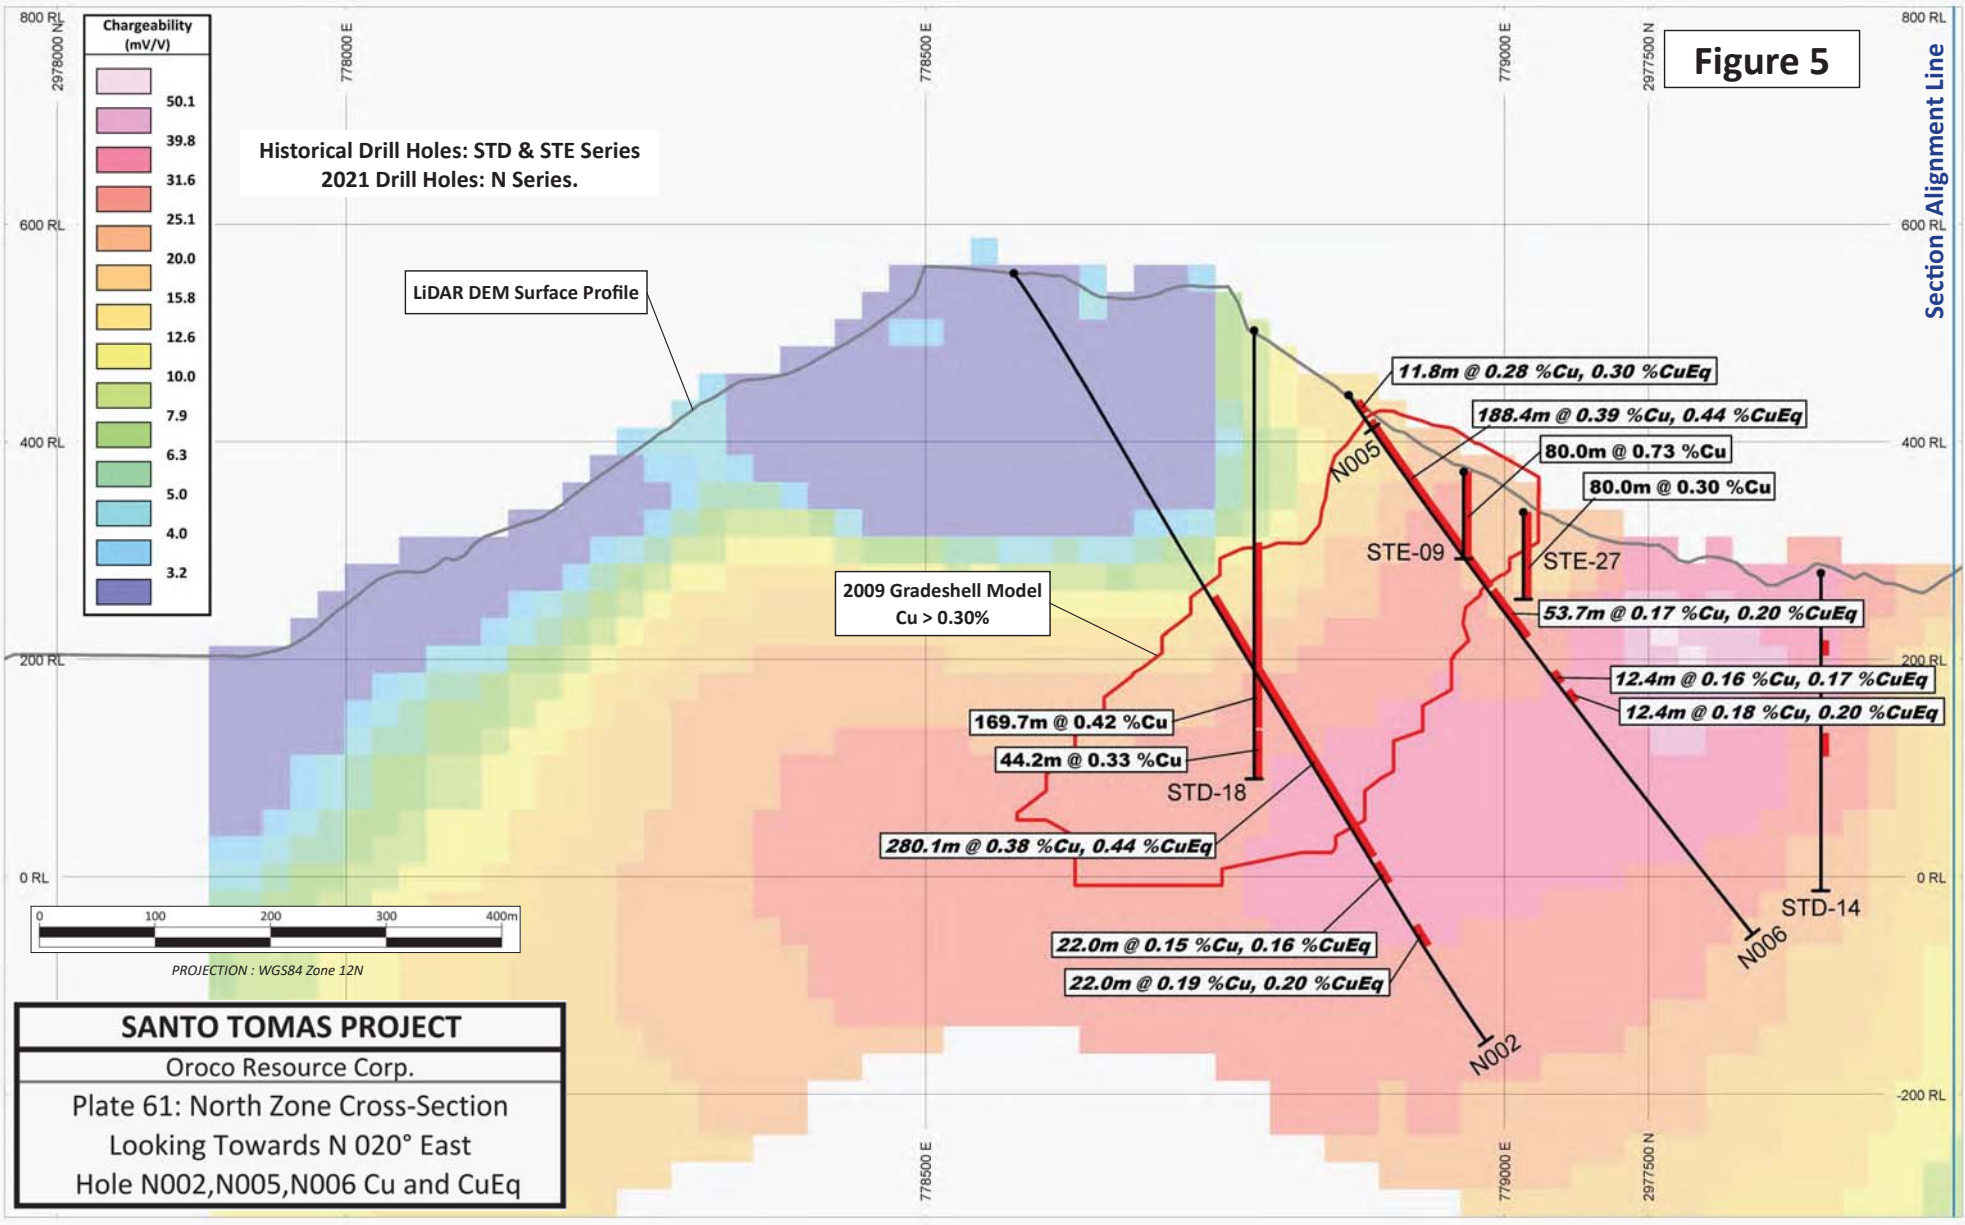 800 RL
Chargeability
(mV/V)
50.1
39.8
31.6
25.1
20.0
15.8
12.6
10.0
7.9
6.3
5.0
4.0
3.2
2978000 N
778000 E
778500 E
779000 E
2977500 N
800 RL
Figure 5
Section Alignment Line
Historical Drill Holes: STD & STE Series
2021 Drill Holes: N Series.
600 RL
600 RL
LiDAR DEM Surface Profile
11.8m @ 0.28 %Cu, 0.30 %CuEq
188.4m @ 0.39 %Cu, 0.44 %CuEq
400 RL
400 RL
80.0m @ 0.73 %Cu
N005
80.0m @ 0.30 %Cu
STE-09
STE-27
2009 Gradeshell Model
Cu > 0.30%
53.7m @ 0.17 %Cu, 0.20 %CuEq
200 RL
200 RL
12.4m @ 0.16 %Cu, 0.17 %CuEq
12.4m @ 0.18 %Cu, 0.20 %CuEq
169.7m @ 0.42 %Cu
44.2m @ 0.33 %Cu
STD-18
280.1m @ 0.38 %Cu, 0.44 %CuEq
0 RL
0 RL
STD-14
0 100 200 300 400m
PROJECTION : WGS84 Zone 12N
22.0m @ 0.15 %Cu, 0.16 %CuEq
22.0m @ 0.19 %Cu, 0.20 %CuEq
N006
N002
-200 RL
SANTO TOMAS PROJECT
Oroco Resource Corp.
Plate 61: North Zone Cross-Section
Looking Towards N 020° East
Hole N002,N005,N006 Cu and CuEq
778500 E
779000 E
2977500 N